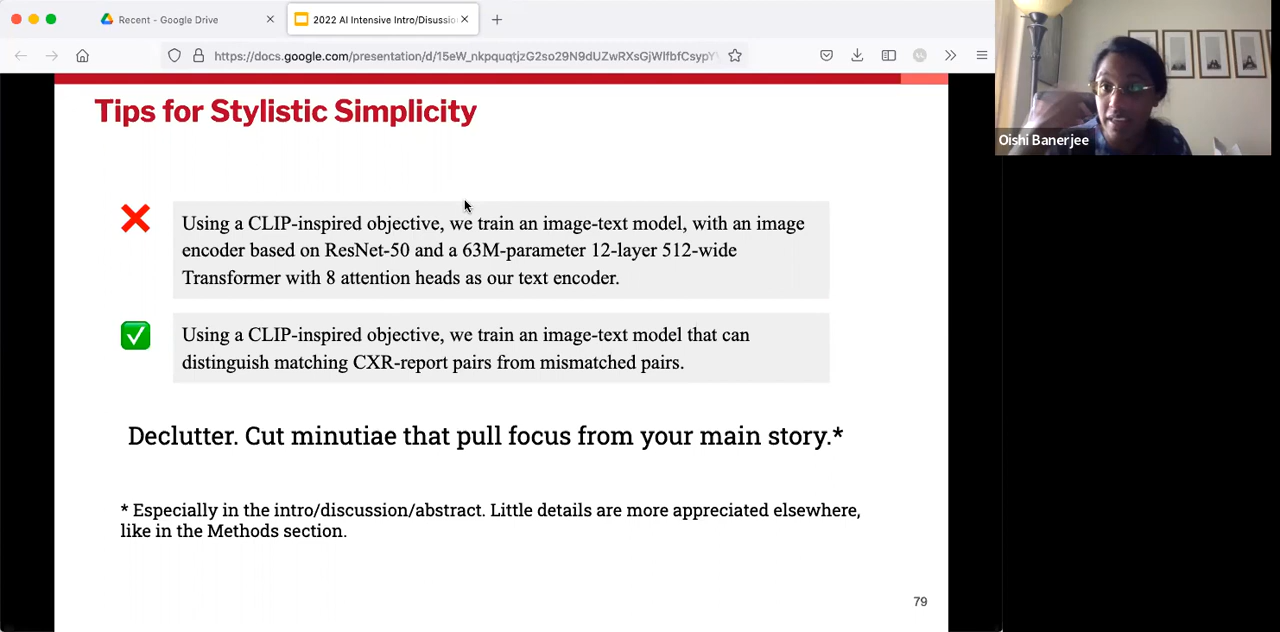 Recent - Google Drive
2022 AI Intensive Intro/Disussio
https://docs.google.com/presentation/d/15eW_nkpquqtjzG2so29N9dUZwRXsGjWlfbfCsypY
Tips for Stylistic Simplicity
Oishi Banerjee
Using a CLIP-inspired objective, we train an image-text model, with an image
encoder based on ResNet-50 and a 63M-parameter 12-layer 512-wide
Transformer with 8 attention heads as our text encoder.
Using a CLIP-inspired objective, we train an image-text model that can
distinguish matching CXR-report pairs from mismatched pairs.
Declutter. Cut minutiae that pull focus from your main story.*
* Especially in the intro/discussion/abstract. Little details are more appreciated elsewhere,
like in the Methods section.
79